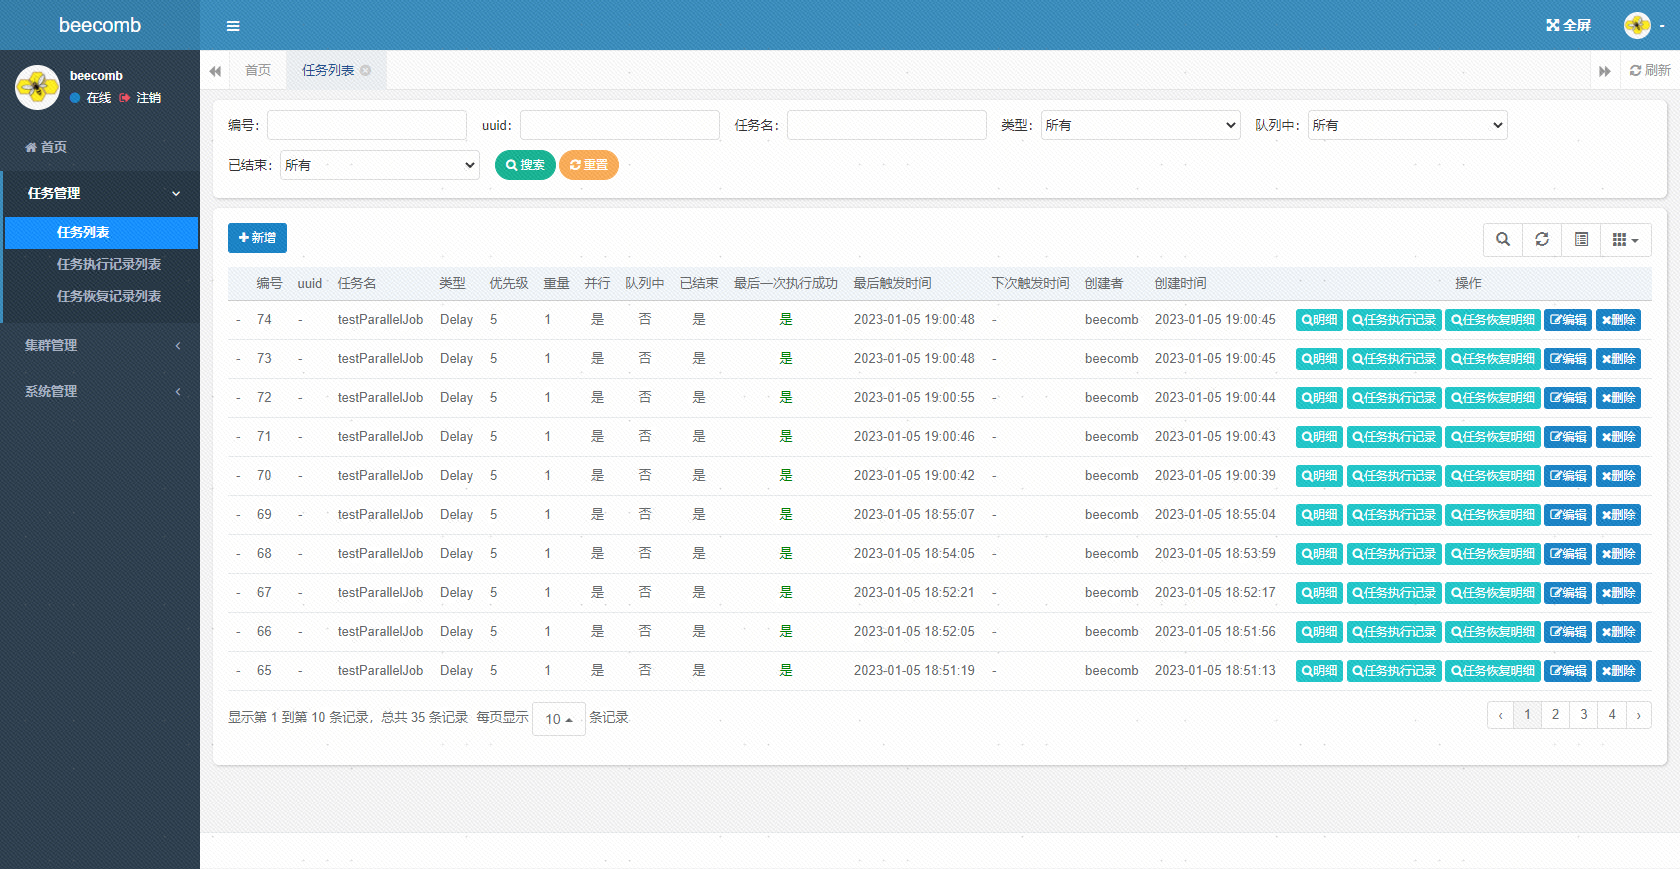 beecomb
全屏
-
beecomb
在线 注销
首页
任务管理
任务列表
任务执行记录列表
任务恢复记录列表
集群管理
系统管理
首页 任务列表 刷新
编号： uuid： 任务名： 类型： 所有 队列中： 所有
已结束： 所有 搜索 重置
新增
编号 uuid 任务名 类型 优先级 重量 并行 队列中 已结束 最后一次执行成功 最后触发时间 下次触发时间 创建者 创建时间 操作
- 74 - testParallelJob Delay 5 1 是 否 是 是 2023-01-05 19:00:48 - beecomb 2023-01-05 19:00:45 明细 任务执行记录 任务恢复明细 编辑 删除
- 73 - testParallelJob Delay 5 1 是 否 是 是 2023-01-05 19:00:48 - beecomb 2023-01-05 19:00:45 明细 任务执行记录 任务恢复明细 编辑 删除
- 72 - testParallelJob Delay 5 1 是 否 是 是 2023-01-05 19:00:55 - beecomb 2023-01-05 19:00:44 明细 任务执行记录 任务恢复明细 编辑 删除
- 71 - testParallelJob Delay 5 1 是 否 是 是 2023-01-05 19:00:46 - beecomb 2023-01-05 19:00:43 明细 任务执行记录 任务恢复明细 编辑 删除
- 70 - testParallelJob Delay 5 1 是 否 是 是 2023-01-05 19:00:42 - beecomb 2023-01-05 19:00:39 明细 任务执行记录 任务恢复明细 编辑 删除
- 69 - testParallelJob Delay 5 1 是 否 是 是 2023-01-05 18:55:07 - beecomb 2023-01-05 18:55:04 明细 任务执行记录 任务恢复明细 编辑 删除
- 68 - testParallelJob Delay 5 1 是 否 是 是 2023-01-05 18:54:05 - beecomb 2023-01-05 18:53:59 明细 任务执行记录 任务恢复明细 编辑 删除
- 67 - testParallelJob Delay 5 1 是 否 是 是 2023-01-05 18:52:21 - beecomb 2023-01-05 18:52:17 明细 任务执行记录 任务恢复明细 编辑 删除
- 66 - testParallelJob Delay 5 1 是 否 是 是 2023-01-05 18:52:05 - beecomb 2023-01-05 18:51:56 明细 任务执行记录 任务恢复明细 编辑 删除
- 65 - testParallelJob Delay 5 1 是 否 是 是 2023-01-05 18:51:19 - beecomb 2023-01-05 18:51:13 明细 任务执行记录 任务恢复明细 编辑 删除
显示第 1 到第 10 条记录，总共 35 条记录 每页显示 10 条记录 ‹ 1 2 3 4 ›